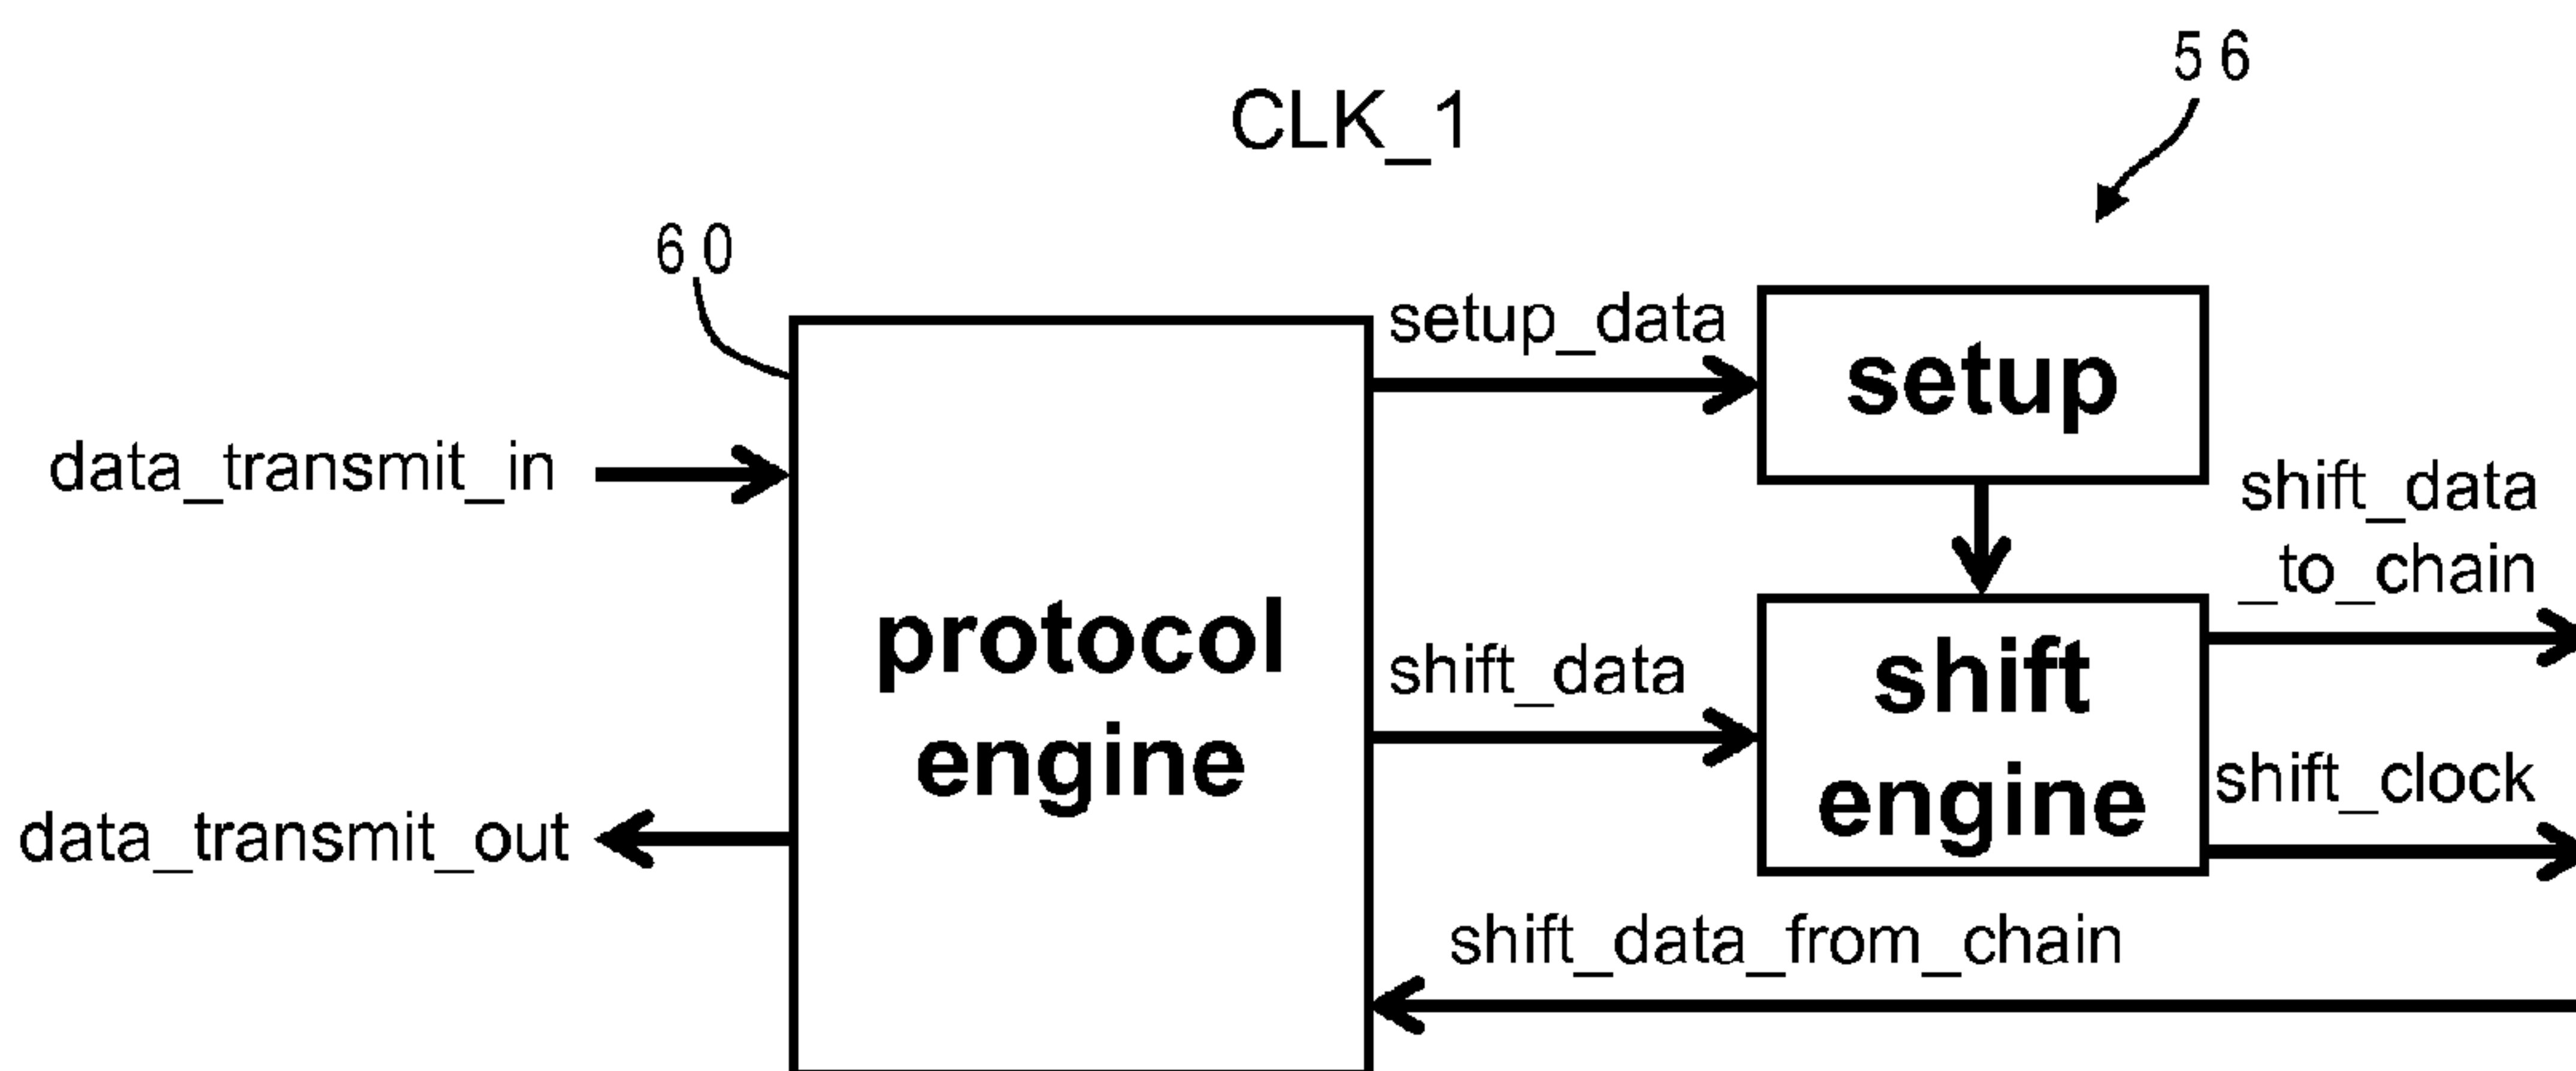 56
CLK_1
60
setup_data
setup
data_transmit_in
shift_data
_to_chain
protocol
engine
shift_data
shift
engine
shift_clock
data_transmit_out
shift_data_from_chain